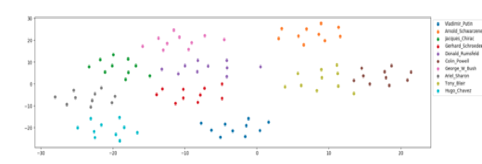 30
20
10
0
−10
−20
−30
−20
−10
0
10
20
Vladimir_Putin
Arnold_Schwarzene
Jacques_Chirac
Gerhard_Schroeder
Donald_Rumsfeld
Colin_Powell
George_W_Bush
Ariel_Sharon
Tony_Blair
Hugo_Chavez